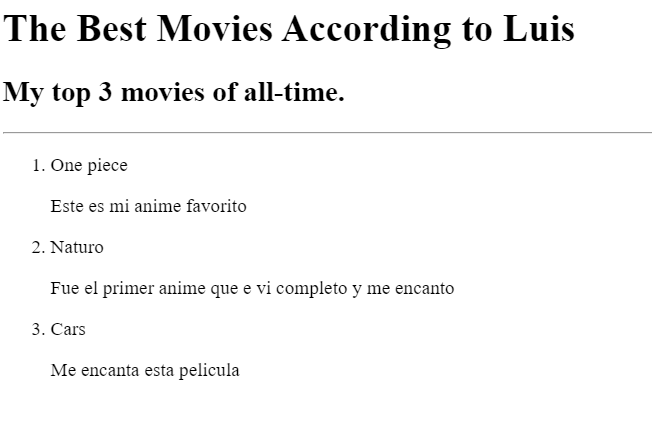 The Best Movies According to Luis
My top 3 movies of all-time.
1. One piece
Este es mi anime favorito
2. Naturo
Fue el primer anime que e vi completo y me encanto
3. Cars
Me encanta esta pelicula